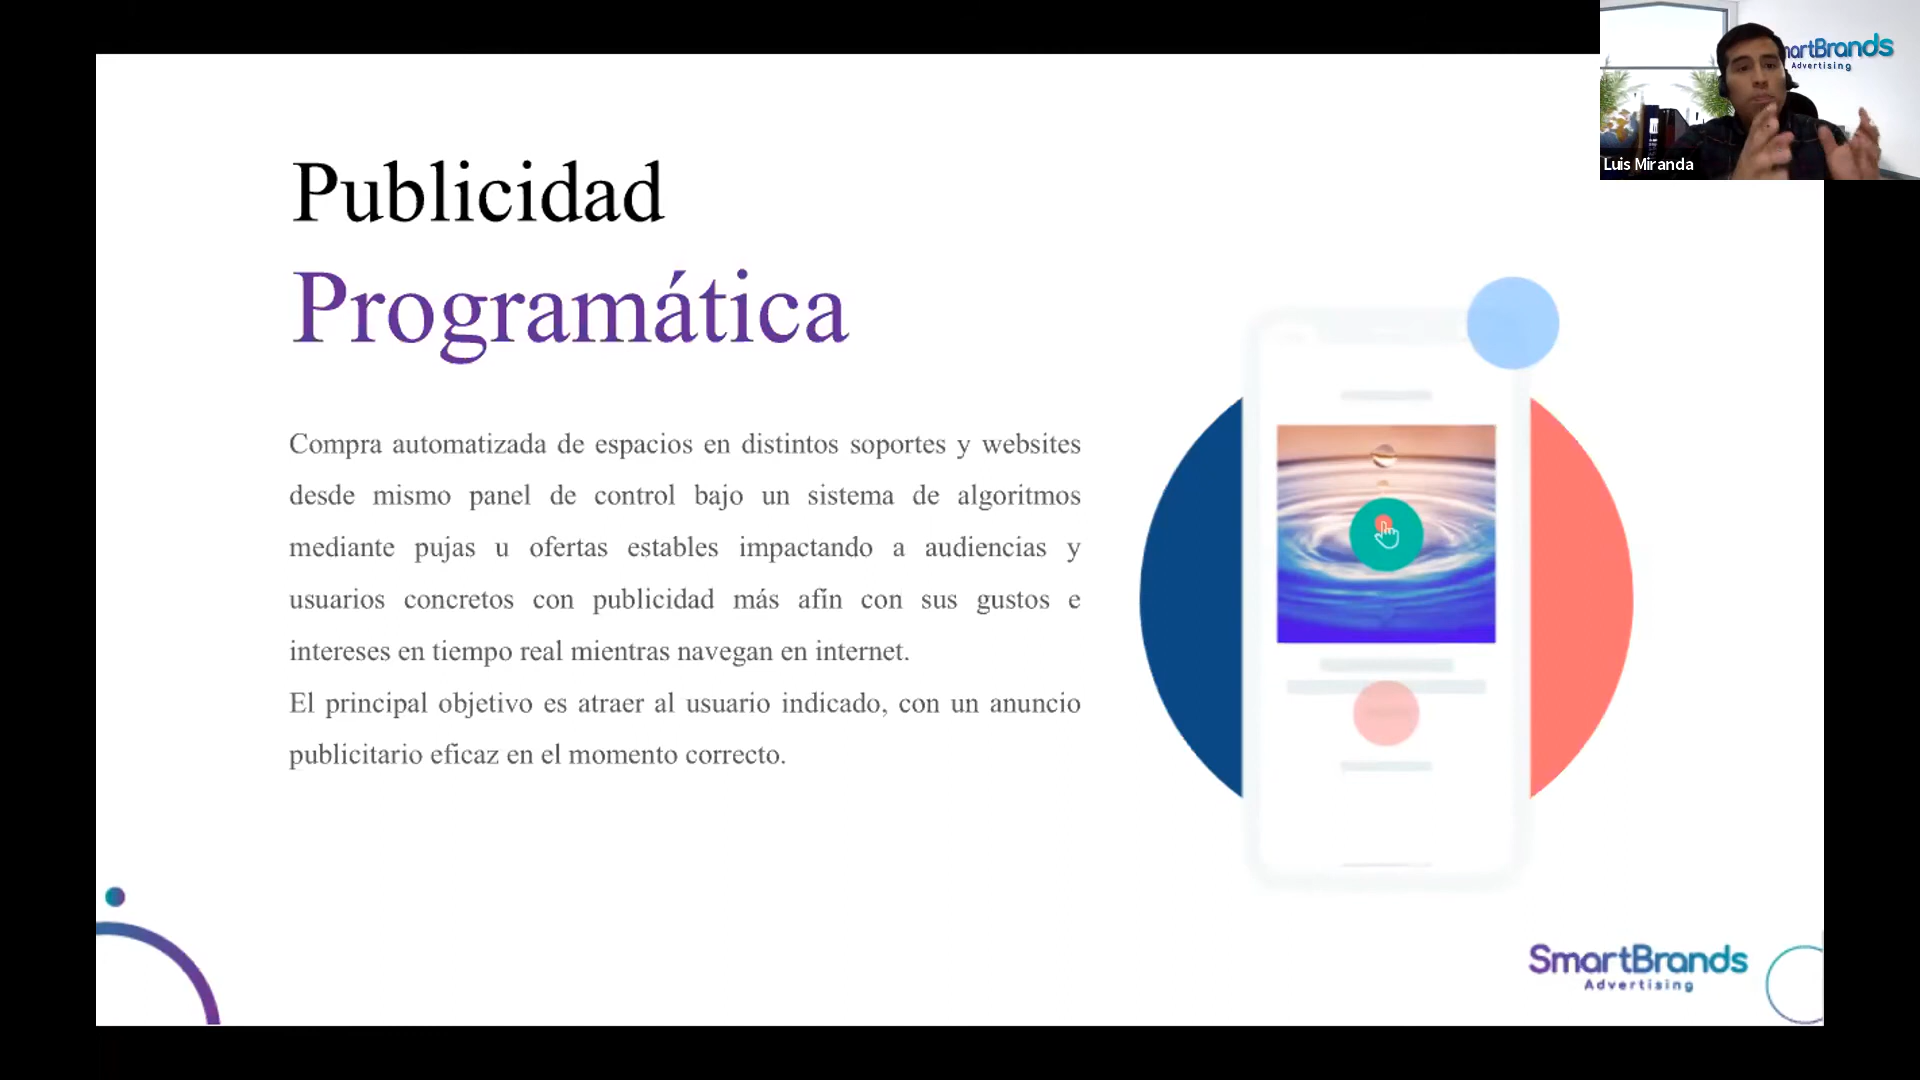 martBrands
Advertising
Luis Miranda
Publicidad
Programática
Compra automatizada de espacios en distintos soportes y websites
desde mismo panel de control bajo un sistema de algoritmos
mediante pujas u ofertas estables impactando a audiencias y
usuarios concretos con publicidad más afin con sus gustos e
intereses en tiempo real mientras navegan en internet.
El principal objetivo es atraer al usuario indicado, con un anuncio
publicitario eficaz en el momento correcto.
SmartBrands
Advertising